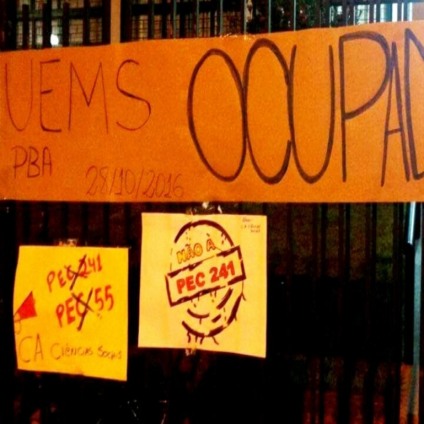 UEMS OCUPAD
PBA
28/10/2016
PEC 241
PEC 55
CA CIÊNCIAS SOCIAIS
NÃO À
PEC 241